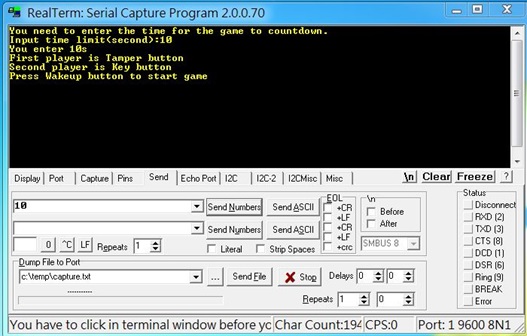 RealTerm: Serial Capture Program 2.0.0.70
You need to enter the time for the game to countdown.
Input time limit(second):10
You enter 10s
First player is Tamper button
Second player is Key button
Press Wakeup button to start game
Display Port Capture Pins Send Echo Port I2C I2C-2 I2CMisc Misc \n Clear Freeze ?
10 Send Numbers Send ASCII
Send Numbers Send ASCII
0 ^C LF Repeats 1 Literal Strip Spaces
EOL
+CR
+LF
+CR
+LF
+crc
\n
Before
After
SMBUS 8
Dump File to Port
c:\temp\capture.txt ... Send File Stop Delays 0 0
Repeats 1 0
Status
Disconnect
RXD (2)
TXD (3)
CTS (8)
DCD (1)
DSR (6)
Ring (9)
BREAK
Error
You have to click in terminal window before yc Char Count:194 CPS:0 Port: 1 9600 8N1